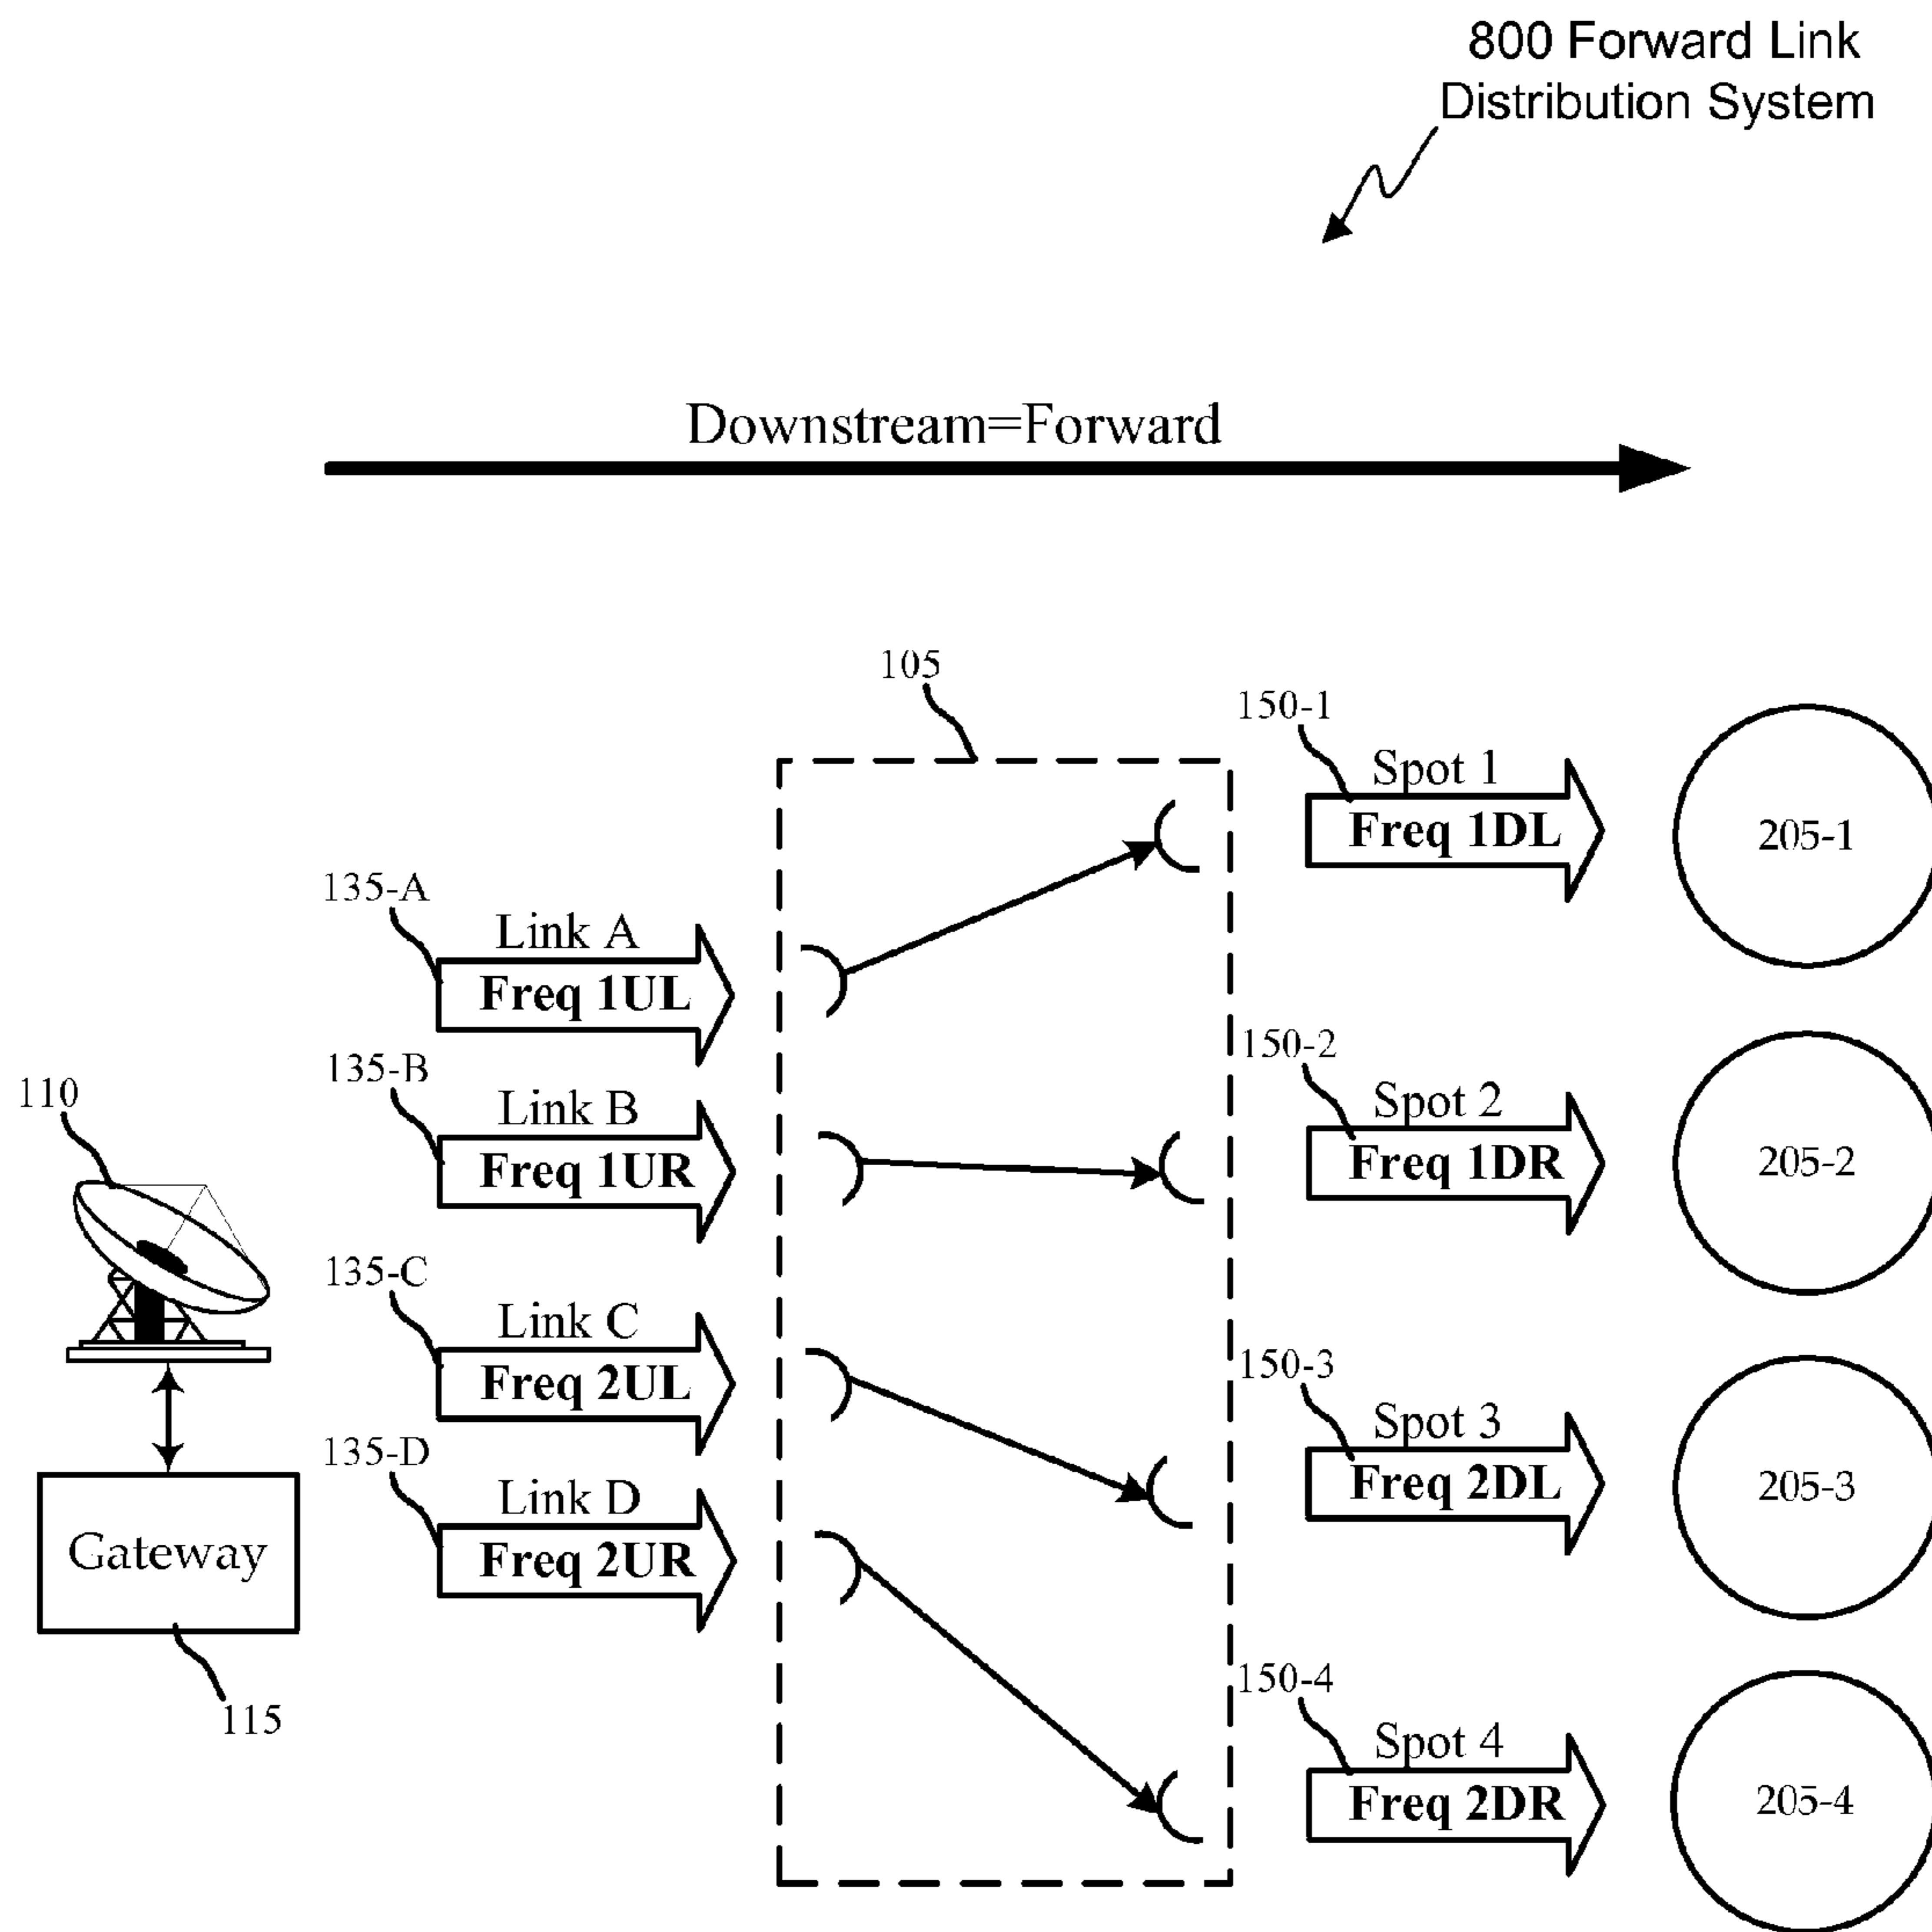 800 Forward Link
Distribution System
Downstream=Forward
105
150-1
Spot 1
Freq 1DL
205-1
135-A
Link A
Freq 1UL
150-2
Spot 2
Freq 1DR
205-2
135-B
Link B
Freq 1UR
110
135-C
Link C
Freq 2UL
150-3
Spot 3
Freq 2DL
205-3
135-D
Link D
Freq 2UR
Gateway
115
150-4
Spot 4
Freq 2DR
205-4